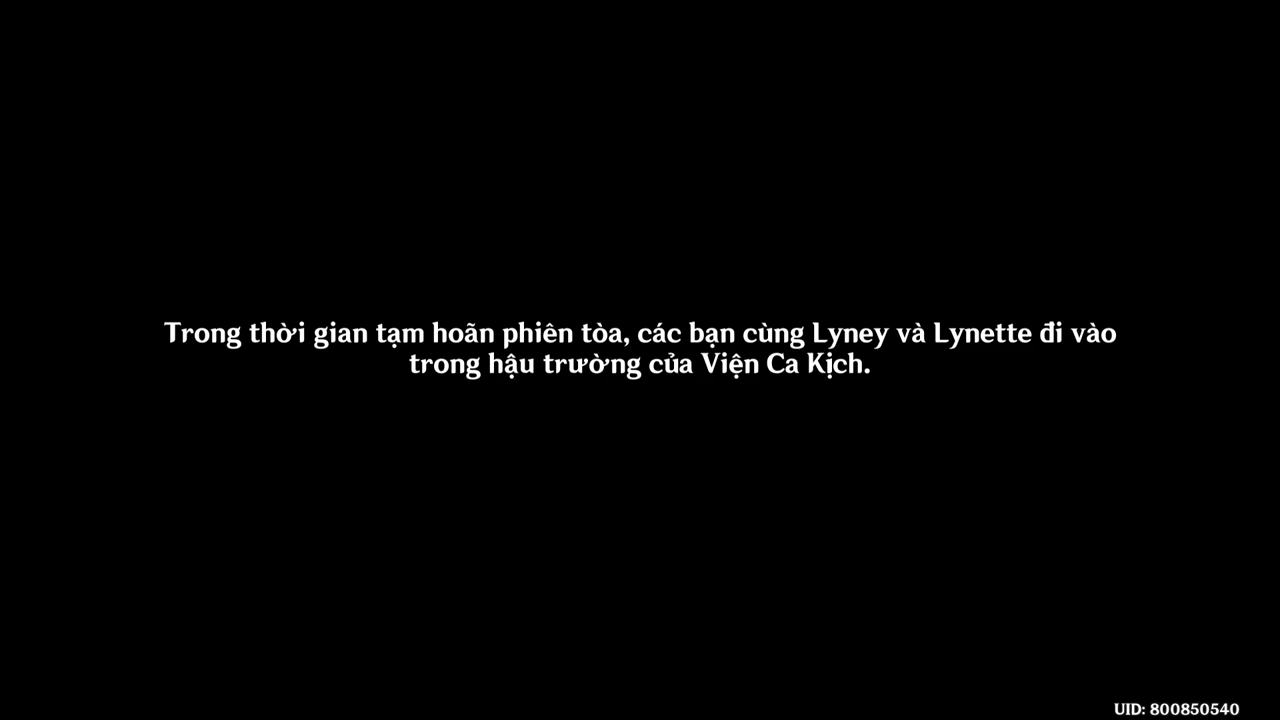 Trong thời gian tạm hoãn phiên tòa, các bạn cùng Lyney và Lynette đi vào
trong hậu trường của Viện Ca Kịch.
UID: 800850540